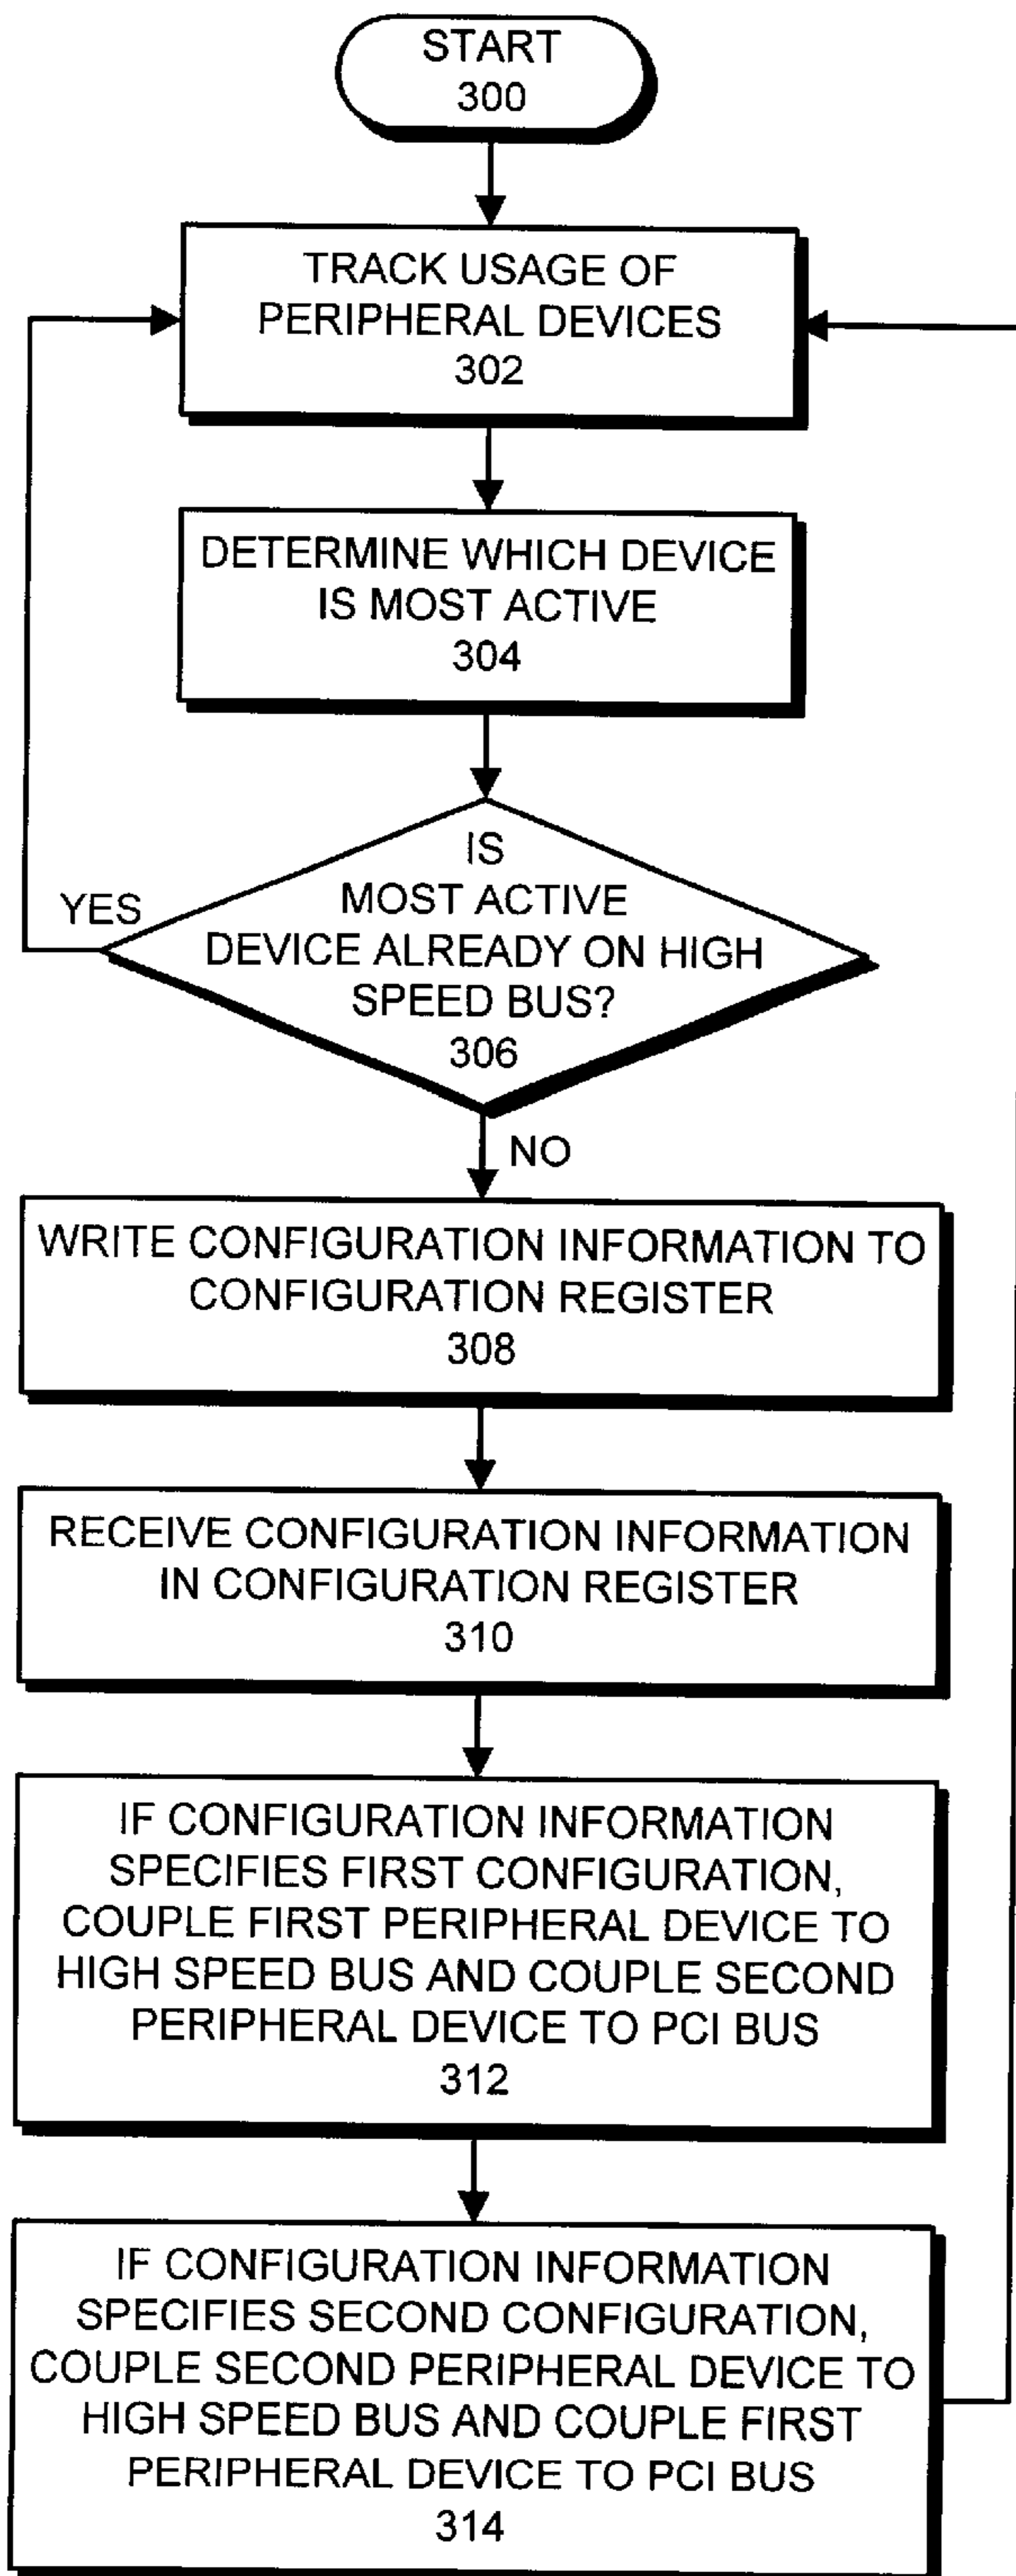 START
300
TRACK USAGE OF
PERIPHERAL DEVICES
302
DETERMINE WHICH DEVICE
IS MOST ACTIVE
304
IS
MOST ACTIVE
DEVICE ALREADY ON HIGH
SPEED BUS?
306
YES
NO
WRITE CONFIGURATION INFORMATION TO
CONFIGURATION REGISTER
308
RECEIVE CONFIGURATION INFORMATION
IN CONFIGURATION REGISTER
310
IF CONFIGURATION INFORMATION
SPECIFIES FIRST CONFIGURATION,
COUPLE FIRST PERIPHERAL DEVICE TO
HIGH SPEED BUS AND COUPLE SECOND
PERIPHERAL DEVICE TO PCI BUS
312
IF CONFIGURATION INFORMATION
SPECIFIES SECOND CONFIGURATION,
COUPLE SECOND PERIPHERAL DEVICE TO
HIGH SPEED BUS AND COUPLE FIRST
PERIPHERAL DEVICE TO PCI BUS
314